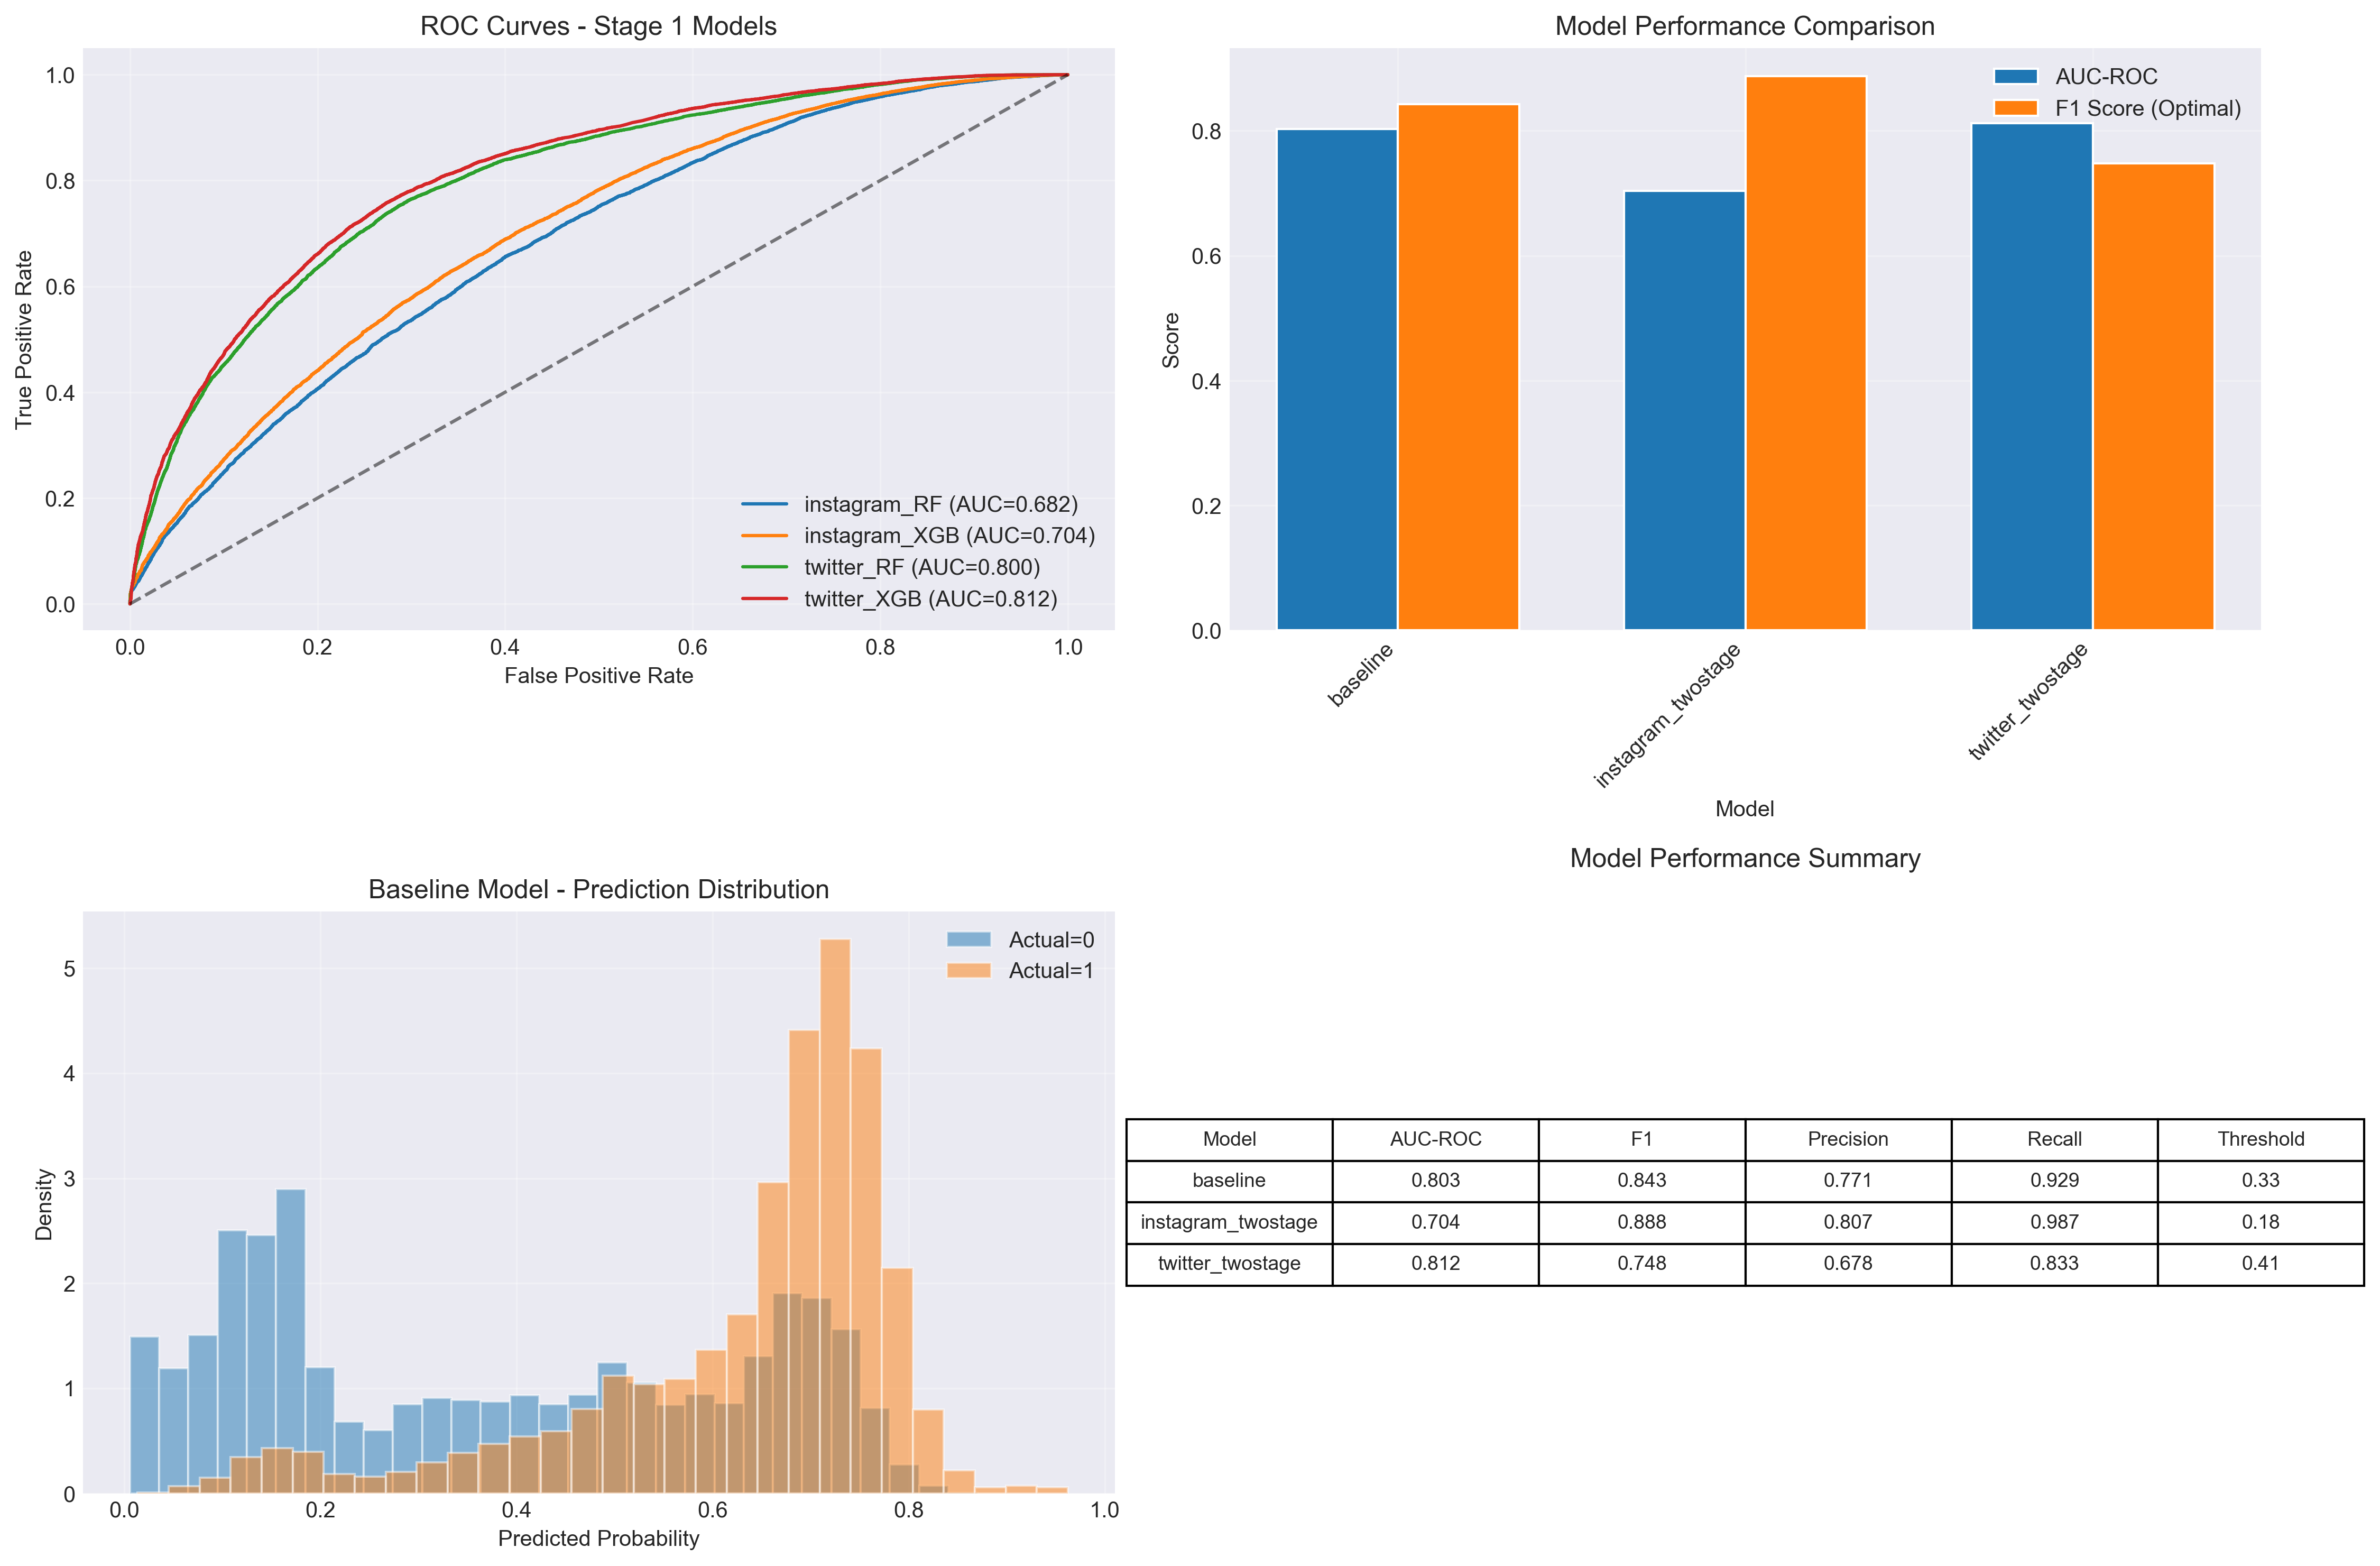 ROC Curves - Stage 1 Models
1.0
0.8
0.6
0.4
0.2
0.0
True Positive Rate
instagram_RF (AUC=0.682)
instagram_XGB (AUC=0.704)
twitter_RF (AUC=0.800)
twitter_XGB (AUC=0.812)
0.0 0.2 0.4 0.6 0.8 1.0
False Positive Rate
Model Performance Comparison
AUC-ROC
F1 Score (Optimal)
0.8
0.6
0.4
0.2
0.0
Score
baseline
instagram_twostage
twitter_twostage
Model
Baseline Model - Prediction Distribution
Actual=0
Actual=1
5
4
3
2
1
0
Density
0.0 0.2 0.4 0.6 0.8 1.0
Predicted Probability
Model Performance Summary
Model AUC-ROC F1 Precision Recall Threshold
baseline 0.803 0.843 0.771 0.929 0.33
instagram_twostage 0.704 0.888 0.807 0.987 0.18
twitter_twostage 0.812 0.748 0.678 0.833 0.41